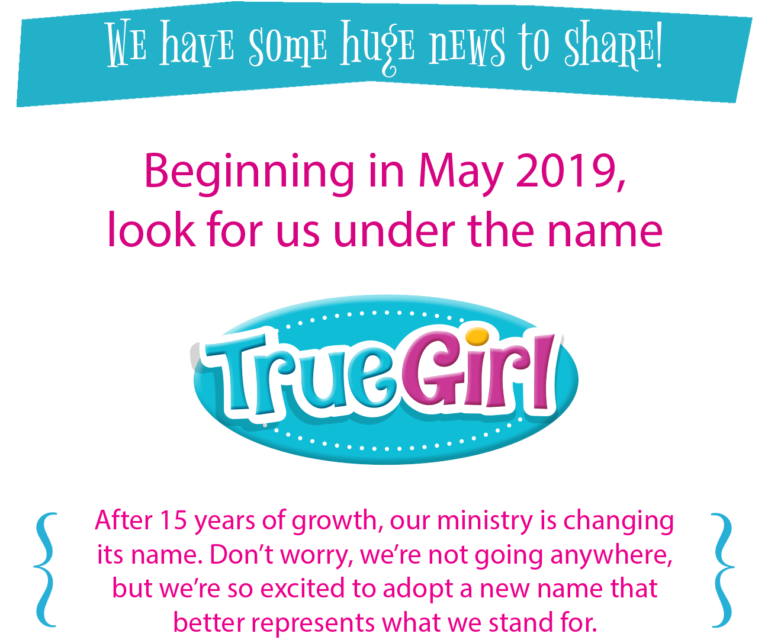 We have some huge news to share!
Beginning in May 2019,
look for us under the name
TrueGirl
After 15 years of growth, our ministry is changing
its name. Don’t worry, we’re not going anywhere,
but we’re so excited to adopt a new name that
better represents what we stand for.